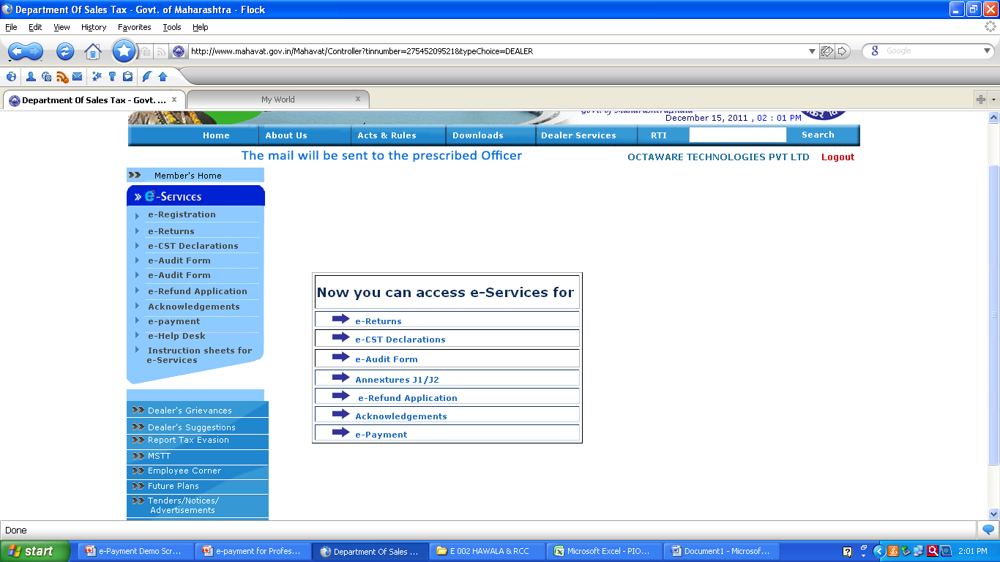 Department Of Sales Tax - Govt. of Maharashtra - Flock
File Edit View History Favorites Tools Help
http://www.mahavat.gov.in/Mahavat/Controller?tinnumber=27545209521&typeChoice=DEALER
Google
Department Of Sales Tax - Govt. ...
My World
govt. of Maharashtra,India
December 15, 2011 , 02 : 01 PM
Home About Us Acts & Rules Downloads Dealer Services RTI Search
The mail will be sent to the prescribed Officer
OCTAWARE TECHNOLOGIES PVT LTD Logout
Member's Home
e-Services
e-Registration
e-Returns
e-CST Declarations
e-Audit Form
e-Audit Form
e-Refund Application
Acknowledgements
e-payment
e-Help Desk
Instruction sheets for
e-Services
Dealer's Grievances
Dealer's Suggestions
Report Tax Evasion
MSTT
Employee Corner
Future Plans
Tenders/Notices/
Advertisements
Now you can access e-Services for
e-Returns
e-CST Declarations
e-Audit Form
Annextures J1/J2
e-Refund Application
Acknowledgements
e-Payment
Done
start
e-Payment Demo Scr...
e-payment for Profes...
Department Of Sales ...
E 002 HAWALA & RCC
Microsoft Excel - PIO...
Document1 - Microsof...
2:01 PM